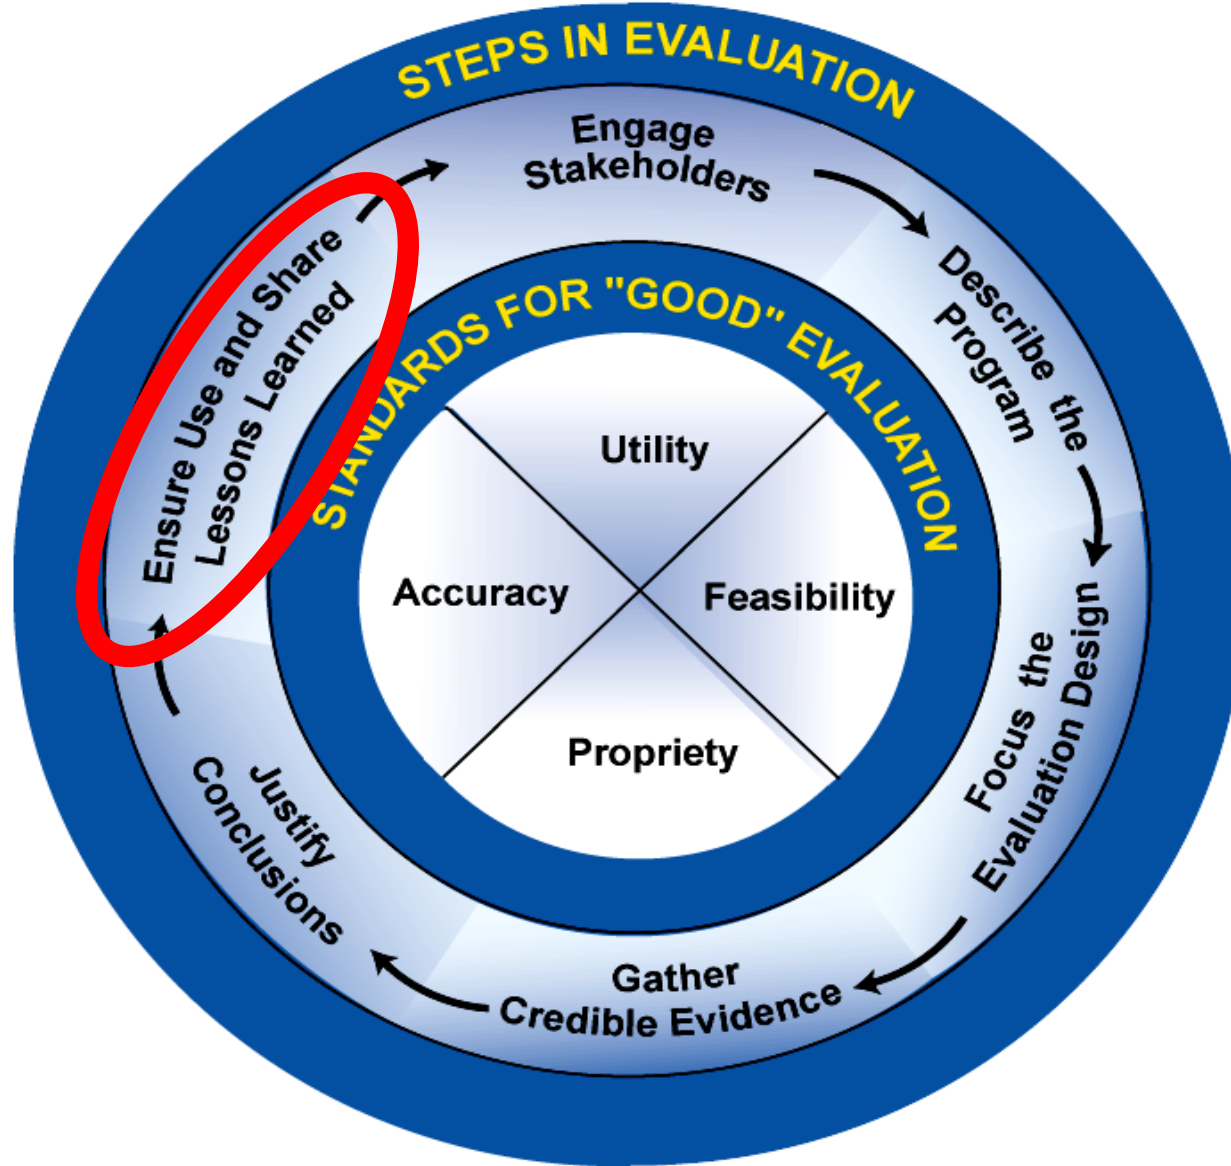 STEPS IN EVALUATION
Engage
Stakeholders
Describe the
Program
Focus the
Evaluation Design
Gather
Credible Evidence
Justify
Conclusions
Ensure Use and Share
Lessons Learned
STANDARDS FOR "GOOD" EVALUATION
Utility
Feasibility
Propriety
Accuracy